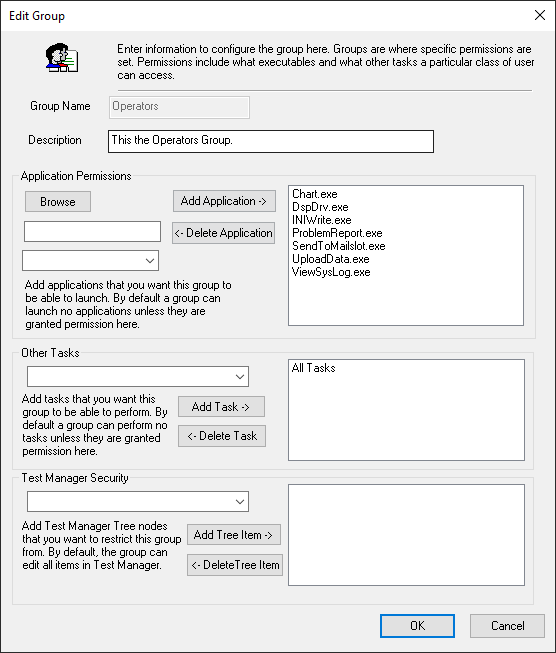 Edit Group
Enter information to configure the group here. Groups are where specific permissions are
set. Permissions include what executables and what other tasks a particular class of user
can access.
Group Name
Operators
Description
This the Operators Group.
Application Permissions
Browse
Add Application ->
<- Delete Application
Chart.exe
DspDrv.exe
INIWrite.exe
ProblemReport.exe
SendToMailslot.exe
UploadData.exe
ViewSysLog.exe
Add applications that you want this group to
be able to launch. By default a group can
launch no applications unless they are
granted permission here.
Other Tasks
All Tasks
Add tasks that you want this
group to be able to perform. By
default a group can perform no
tasks unless they are granted
permission here.
Add Task ->
<- Delete Task
Test Manager Security
Add Test Manager Tree nodes
that you want to restrict this group
from. By default, the group can
edit all items in Test Manager.
Add Tree Item ->
<- DeleteTree Item
OK
Cancel